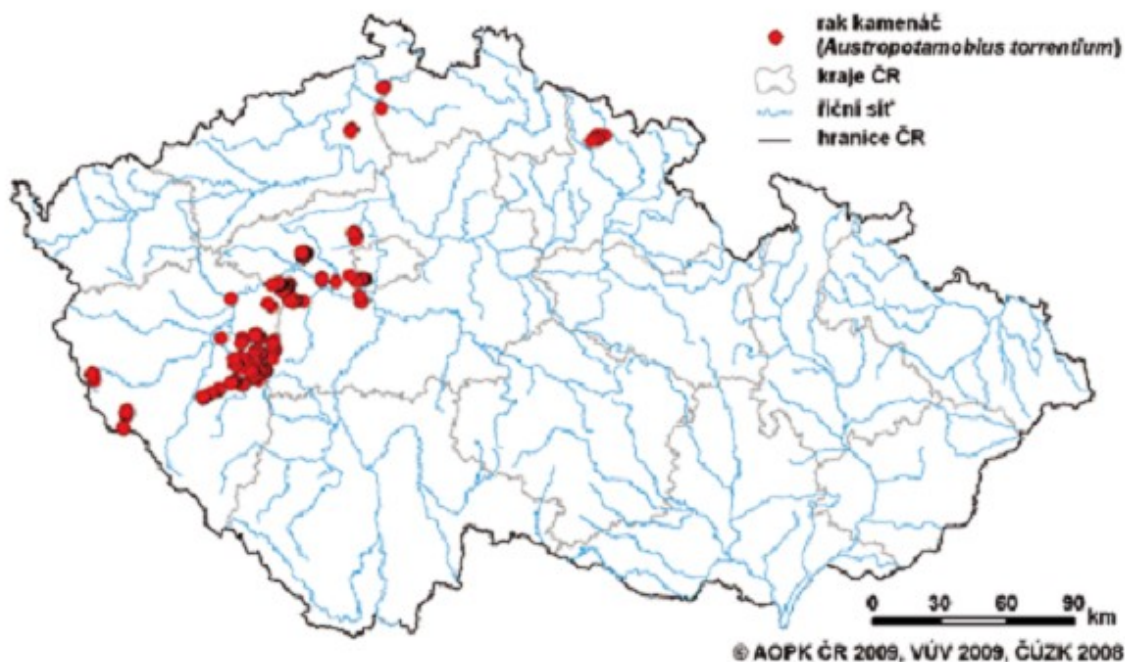 rak kamenáč
(Austropotamobius torrentium)
kraje ČR
říční síť
hranice ČR
0 30 60 90 km
© AOPK ČR 2009, VÚV 2009, ČÚZK 2008